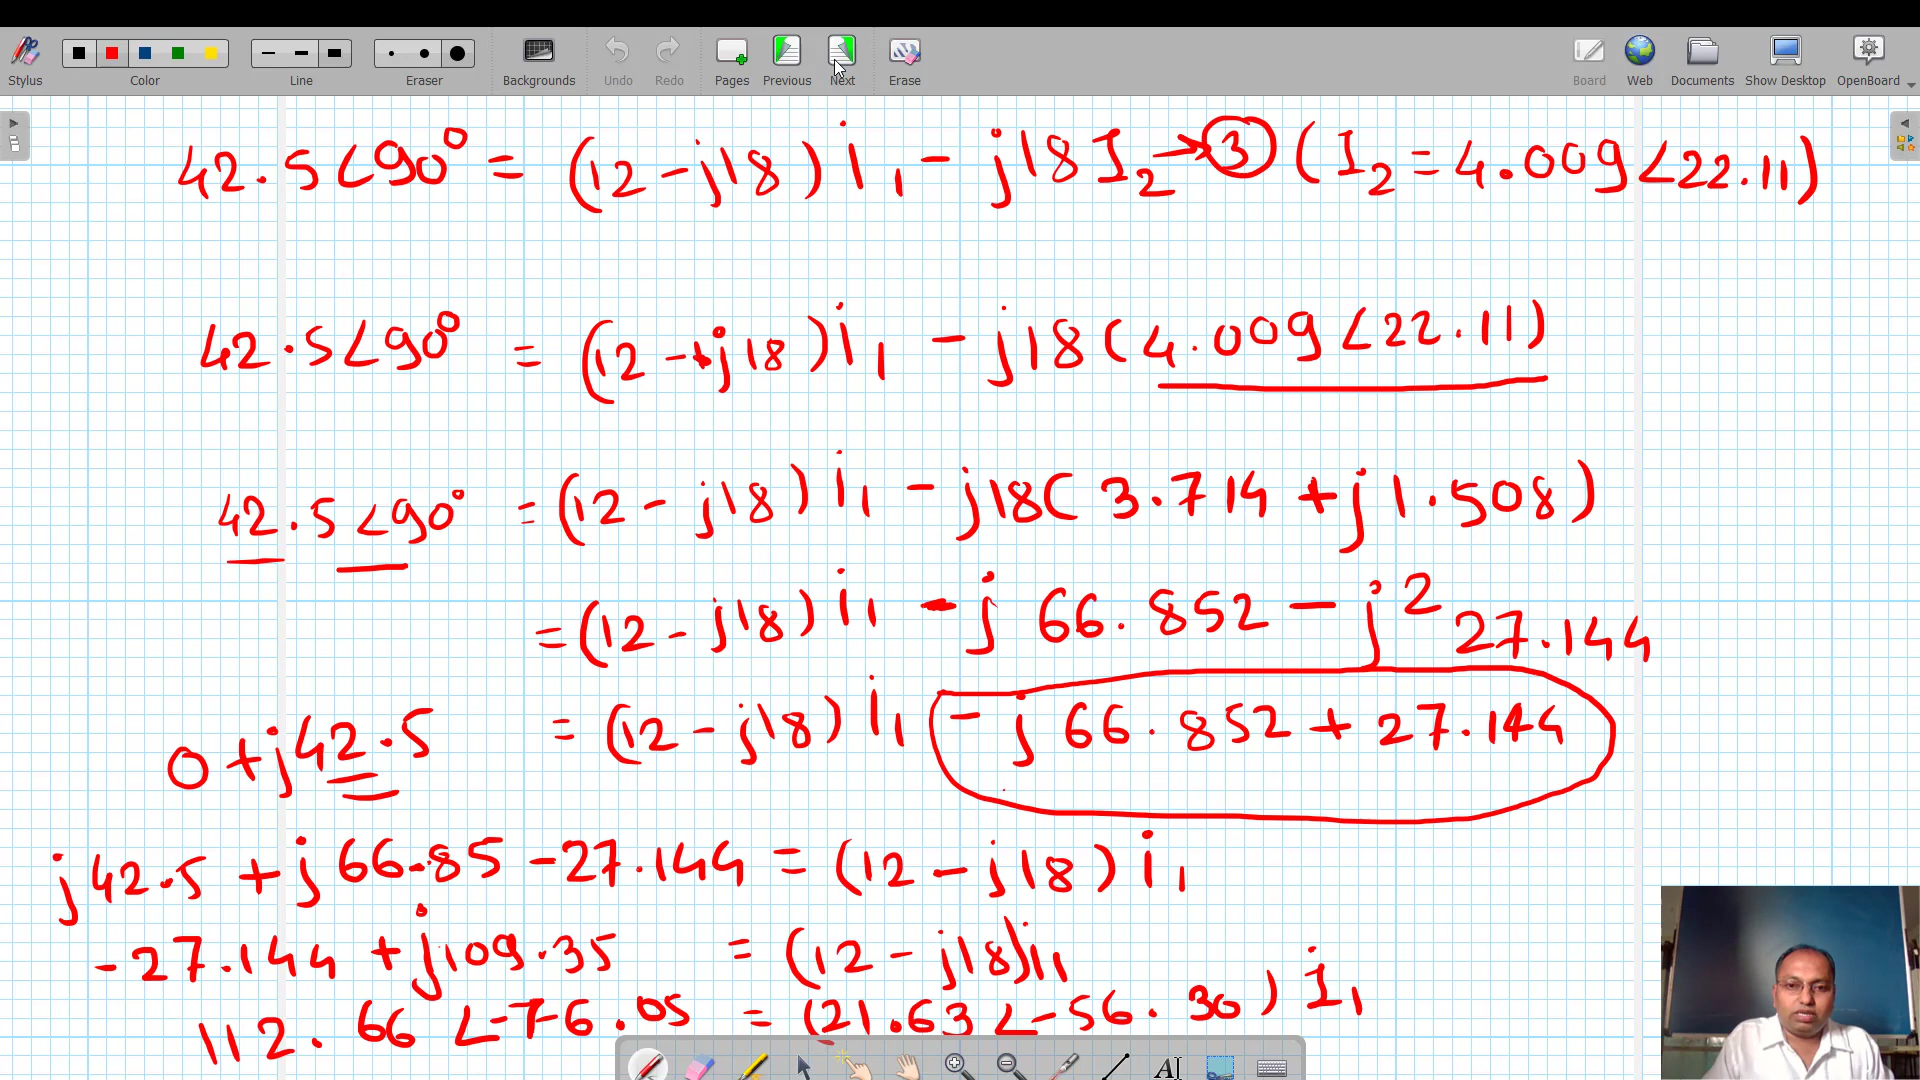 Stylus Color Line Eraser Backgrounds Undo Redo Pages Previous Next Erase Board Web Documents Show Desktop OpenBoard
42.5∠90° = (12-j18) i₁ - j18 I₂ → ③ (I₂ = 4.009∠22.11)
42.5∠90° = (12-j18) i₁ - j18 (4.009∠22.11)
42.5∠90° = (12-j18) i₁ - j18 (3.714 + j1.508)
= (12-j18) i₁ - j 66.852 - j² 27.144
0 + j42.5 = (12-j18) i₁ - j 66.852 + 27.144
j42.5 + j66.85 - 27.144 = (12-j18) i₁
-27.144 + j109.35 = (12-j18) i₁
112.66 ∠-76.05 = (21.63∠-56.30) I₁